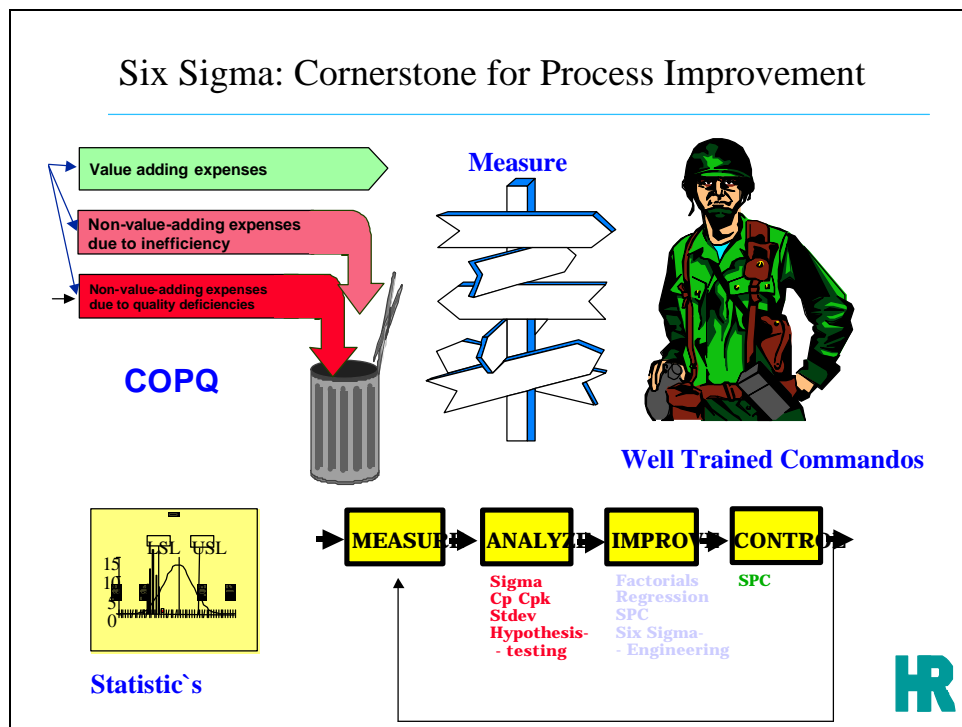 Six Sigma: Cornerstone for Process Improvement
Value adding expenses
Non-value-adding expenses
due to inefficiency
Non-value-adding expenses
due to quality deficiencies
COPQ
Measure
Well Trained Commandos
LSL USL
15
10
5
0
Statistic`s
MEASURE
ANALYZE
IMPROVE
CONTROL
Sigma
Cp Cpk
Stdev
Hypothesis-
- testing
Factorials
Regression
SPC
Six Sigma-
- Engineering
SPC
HR